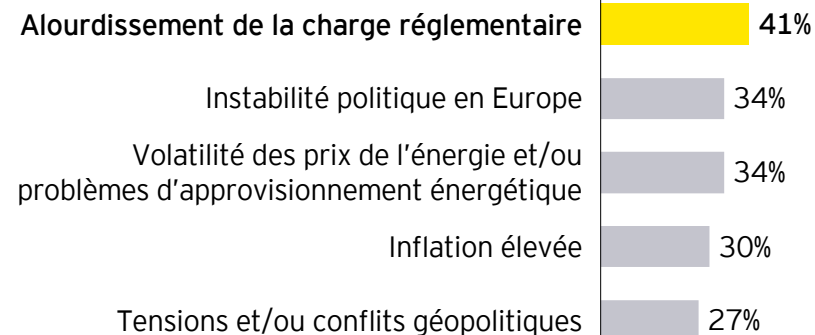 Alourdissement de la charge réglementaire 41%
Instabilité politique en Europe 34%
Volatilité des prix de l’énergie et/ou
problèmes d’approvisionnement énergétique 34%
Inflation élevée 30%
Tensions et/ou conflits géopolitiques 27%